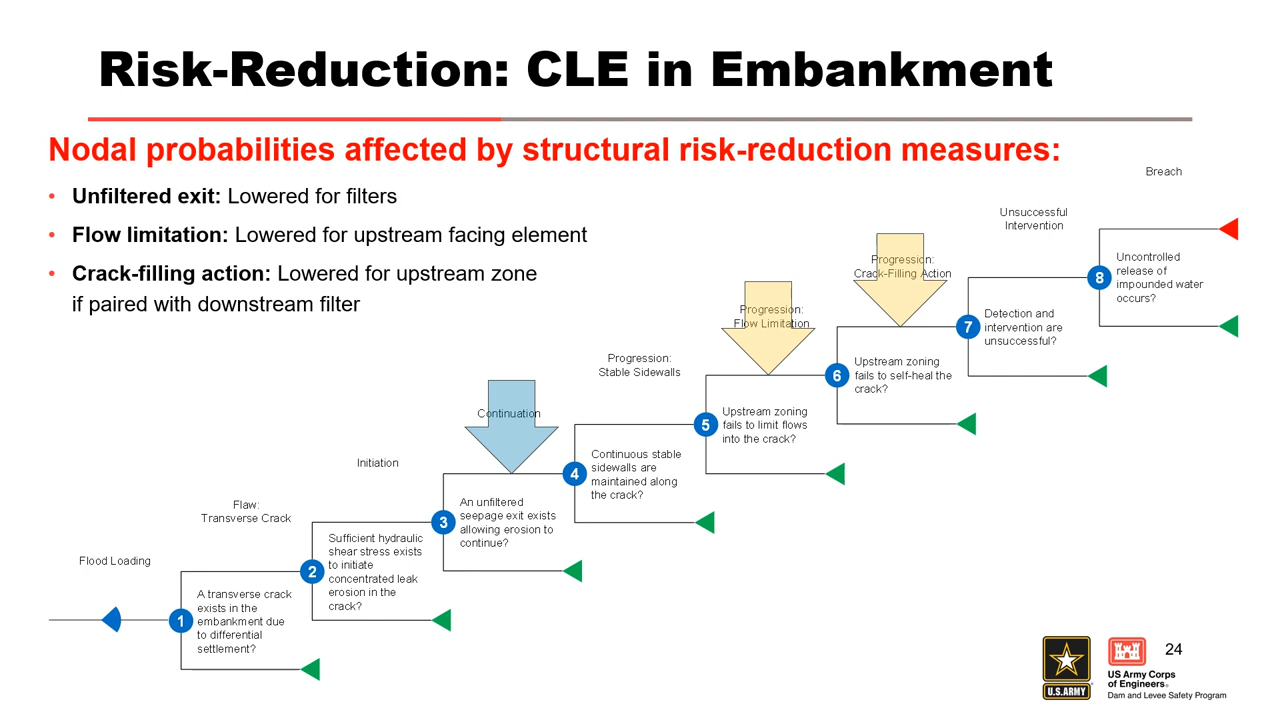 Risk-Reduction: CLE in Embankment
Nodal probabilities affected by structural risk-reduction measures:
• Unfiltered exit: Lowered for filters
• Flow limitation: Lowered for upstream facing element
• Crack-filling action: Lowered for upstream zone
if paired with downstream filter
Flood Loading
1
A transverse crack
exists in the
embankment due
to differential
settlement?
Flaw:
Transverse Crack
2
Sufficient hydraulic
shear stress exists
to initiate
concentrated leak
erosion in the
crack?
Initiation
3
An unfiltered
seepage exit exists
allowing erosion to
continue?
Continuation
4
Continuous stable
sidewalls are
maintained along
the crack?
Progression:
Stable Sidewalls
5
Upstream zoning
fails to limit flows
into the crack?
Progression:
Flow Limitation
6
Upstream zoning
fails to self-heal the
crack?
Progression:
Crack-Filling Action
7
Detection and
intervention are
unsuccessful?
Unsuccessful
Intervention
8
Uncontrolled
release of
impounded water
occurs?
Breach
U.S.ARMY
US Army Corps
of Engineers®
Dam and Levee Safety Program
24